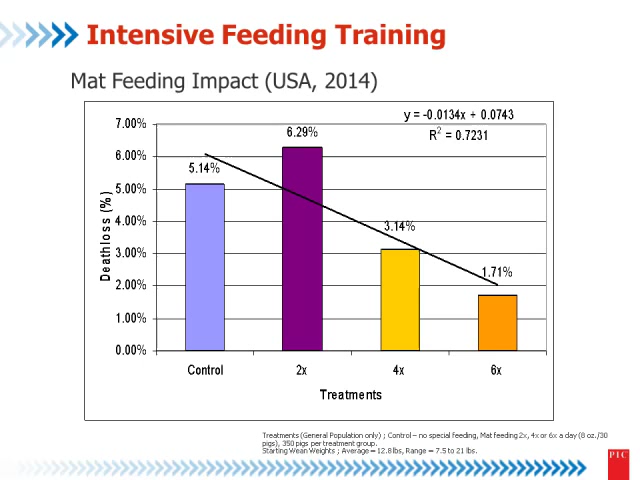 Intensive Feeding Training
Mat Feeding Impact (USA, 2014)
y = -0.0134x + 0.0743
R² = 0.7231
7.00%
6.00%
5.00%
4.00%
3.00%
2.00%
1.00%
0.00%
Deathloss (%)
5.14%
6.29%
3.14%
1.71%
Control 2x 4x 6x
Treatments
Treatments (General Population only) ; Control – no special feeding, Mat feeding 2x, 4x or 6x a day (8 oz./30
pigs), 350 pigs per treatment group.
Starting Wean Weights ; Average = 12.8 lbs, Range = 7.5 to 21 lbs.
PIC